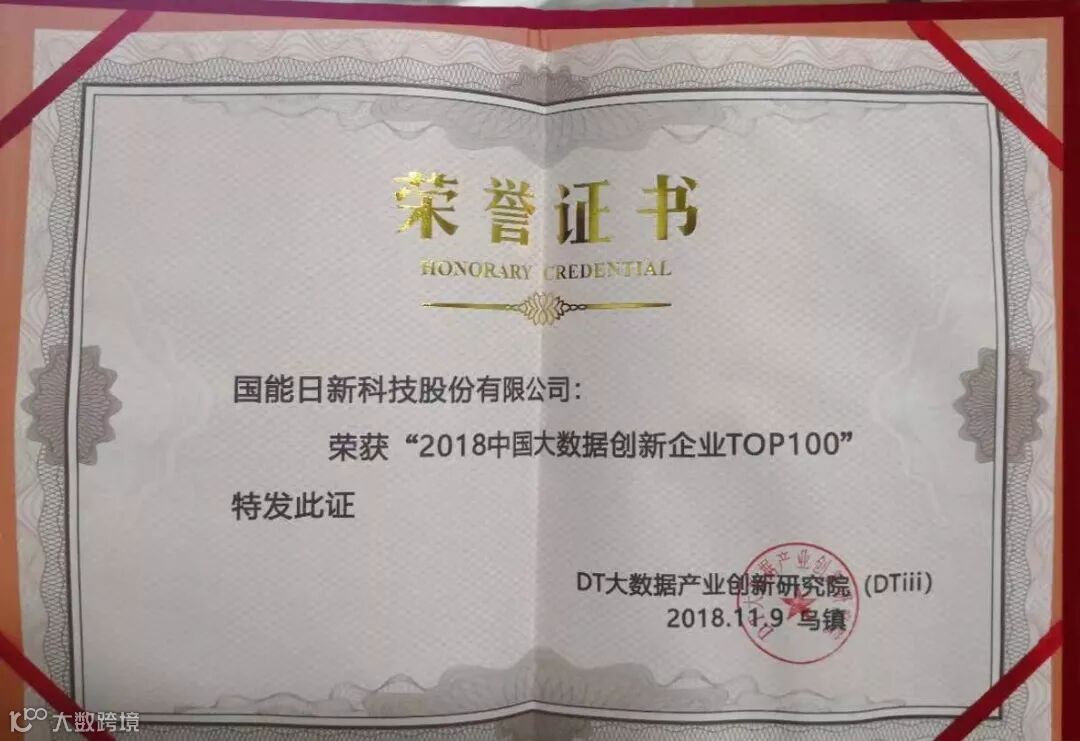 荣誉证书
HONORARY CREDENTIAL
国能日新科技股份有限公司：
荣获“2018中国大数据创新企业TOP100”
特发此证
DT大数据产业创新研究院（DTiii）
2018.11.9 乌镇
大数跨境